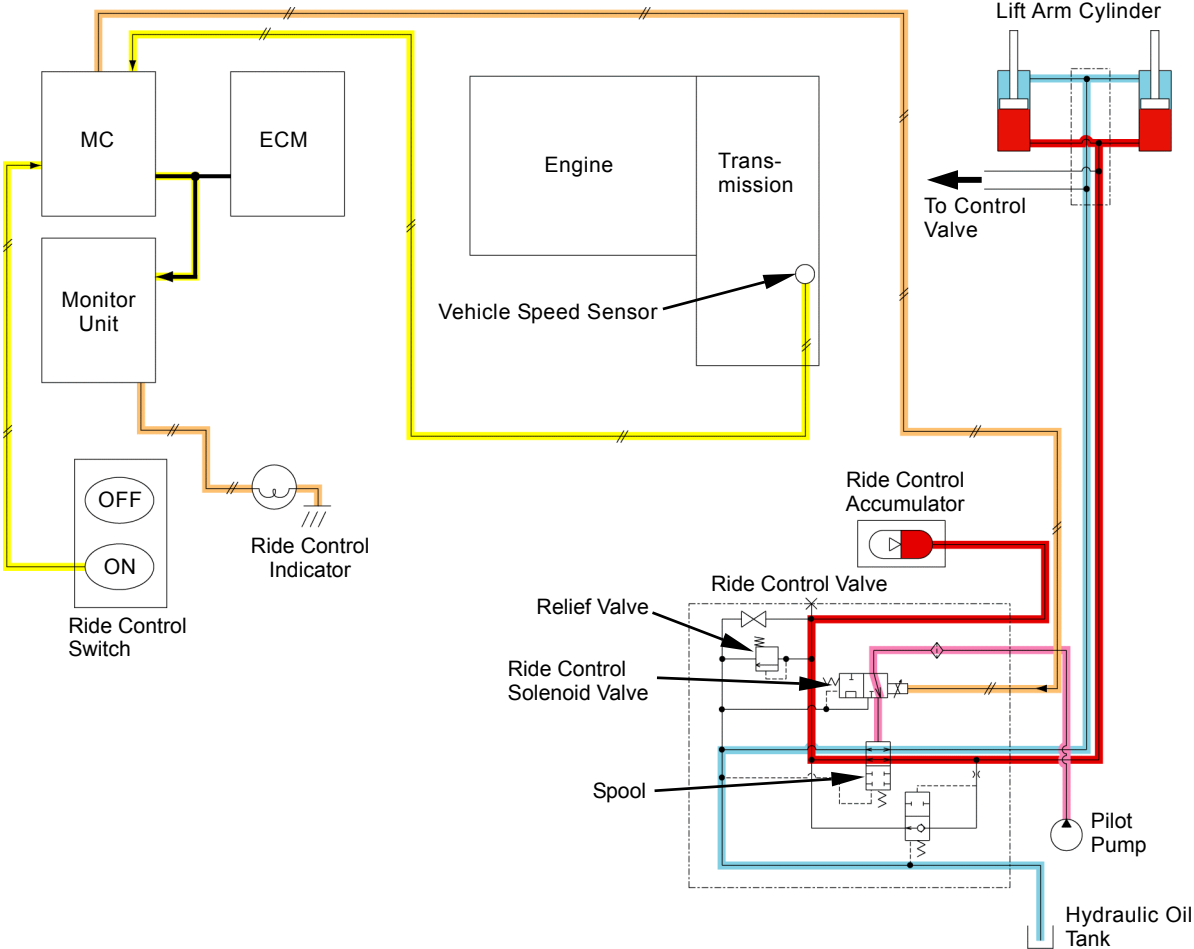 Lift Arm Cylinder
MC
ECM
Engine
Trans-
mission
To Control
Valve
Monitor
Unit
Vehicle Speed Sensor
OFF
ON
Ride Control
Indicator
Ride Control
Switch
Ride Control
Accumulator
Ride Control Valve
Relief Valve
Ride Control
Solenoid Valve
Spool
Pilot
Pump
Hydraulic Oil
Tank